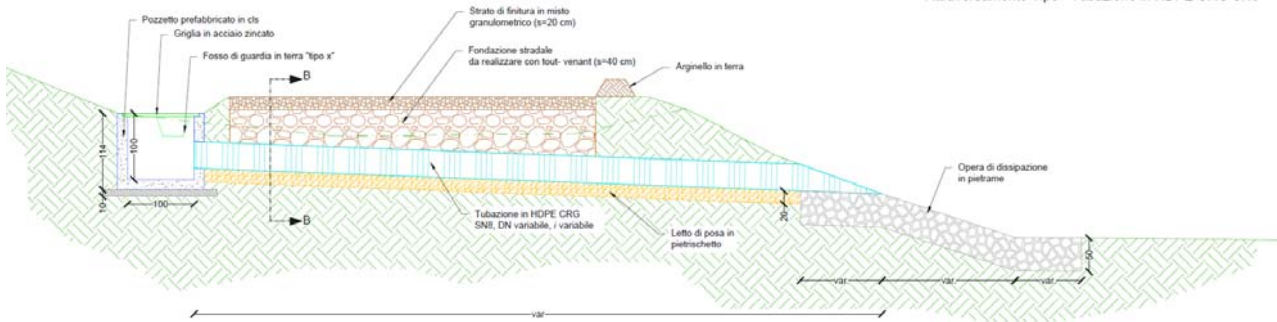 Pozzetto prefabbricato in cls
Griglia in acciaio zincato
Fosso di guardia in terra "tipo x"
Strato di finitura in misto
granulometrico (s=20 cm)
Fondazione stradale
da realizzare con tout- venant (s=40 cm)
Arginello in terra
B
114
100
100
10
B
Tubazione in HDPE CRG
SN8, DN variabile, i variabile
Letto di posa in
pietrischetto
20
Opera di dissipazione
in pietrame
50
var
var
var
var